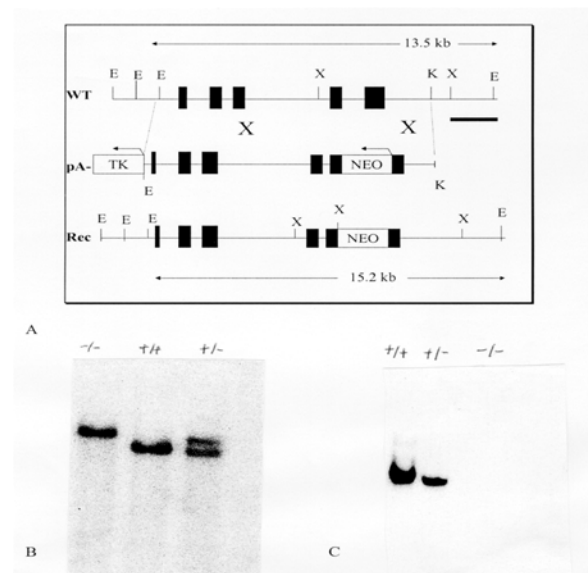 13.5 kb
E E E X K X E
WT
X X
pA-
TK
NEO
E
K
E E E X X X E
Rec
NEO
15.2 kb
A
-/- +/+ +/-
+/+ +/- -/-
B C